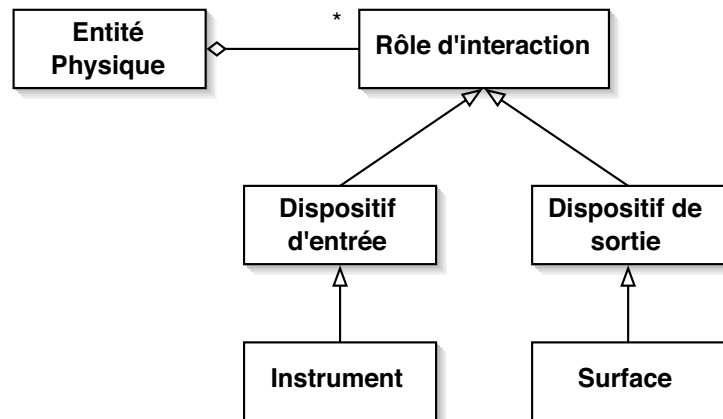 Entité
Physique
*
Rôle d'interaction
Dispositif
d'entrée
Dispositif de
sortie
Instrument
Surface